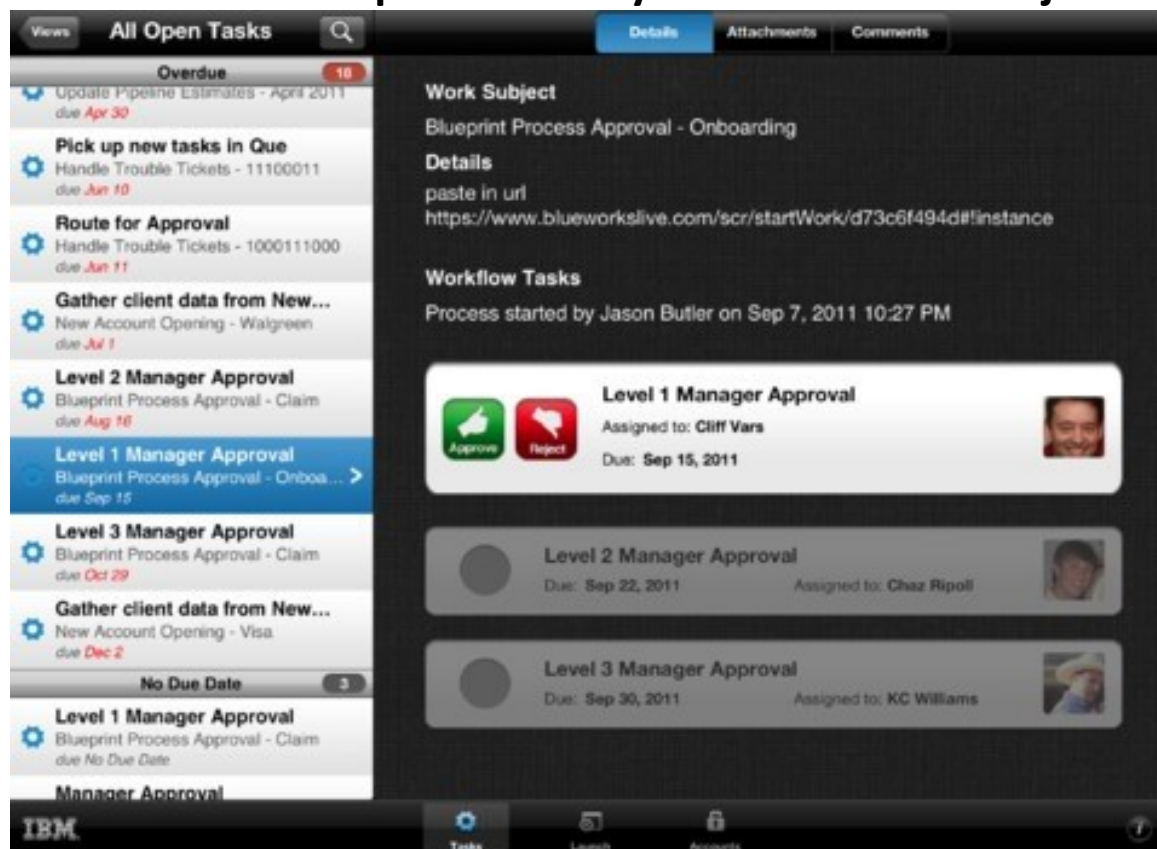 Views
All Open Tasks
Overdue
Update Pipeline Estimates - April 2011
due Apr 30
Pick up new tasks in Que
Handle Trouble Tickets - 11100011
due Jun 10
Route for Approval
Handle Trouble Tickets - 1000111000
due Jun 11
Gather client data from New...
New Account Opening - Walgreen
due Jul 1
Level 2 Manager Approval
Blueprint Process Approval - Claim
due Aug 16
Level 1 Manager Approval
Blueprint Process Approval - Onboa... >
due Sep 15
Level 3 Manager Approval
Blueprint Process Approval - Claim
due Oct 29
Gather client data from New...
New Account Opening - Visa
due Dec 2
No Due Date 3
Level 1 Manager Approval
Blueprint Process Approval - Claim
due No Due Date
Manager Approval
Details Attachments Comments
Work Subject
Blueprint Process Approval - Onboarding
Details
paste in url
https://www.blueworkslive.com/scr/startWork/d73c6f494d#!instance
Workflow Tasks
Process started by Jason Butler on Sep 7, 2011 10:27 PM
Approve Reject
Level 1 Manager Approval
Assigned to: Cliff Vars
Due: Sep 15, 2011
Level 2 Manager Approval
Due: Sep 22, 2011 Assigned to: Chaz Ripoll
Level 3 Manager Approval
Due: Sep 30, 2011 Assigned to: KC Williams
IBM
Tasks Launch Accounts